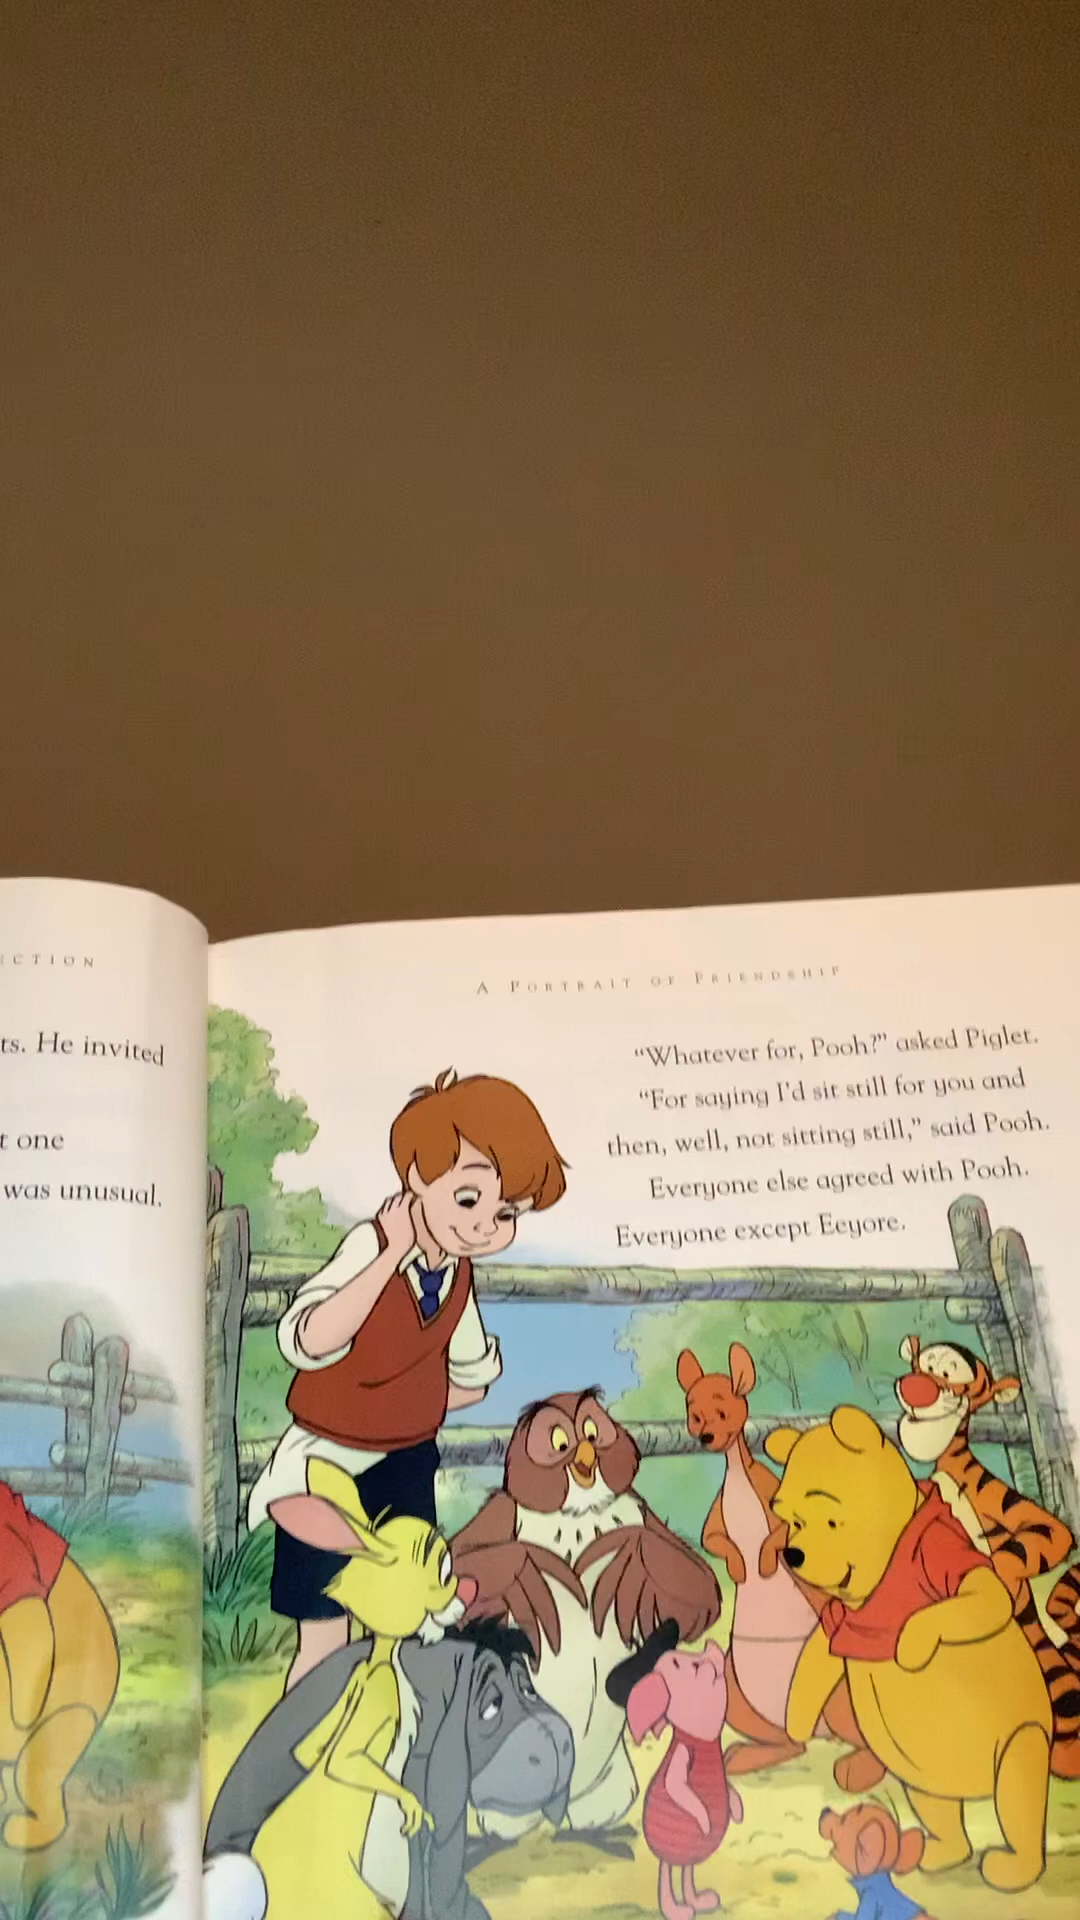 ts. He invited
t one
was unusual.
A PORTRAIT OF FRIENDSHIP
“Whatever for, Pooh?” asked Piglet.
“For saying I’d sit still for you and
then, well, not sitting still,” said Pooh.
Everyone else agreed with Pooh.
Everyone except Eeyore.